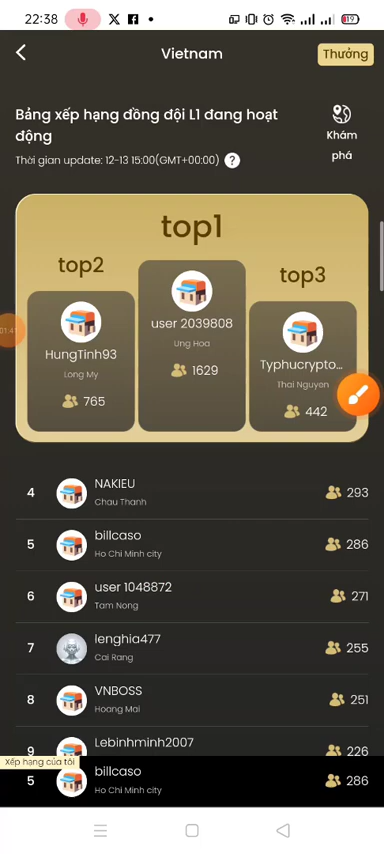 22:38
19
Vietnam
Thưởng
Bảng xếp hạng đồng đội L1 đang hoạt
động
Thời gian update: 12-13 15:00(GMT+00:00) ?
Khám
phá
top1
top2
top3
user 2039808
Ung Hoa
1629
HungTinh93
Long My
765
Typhucrypto...
Thai Nguyen
442
01:41
4 NAKIEU 293
Chau Thanh
5 billcaso 286
Ho Chi Minh city
6 user 1048872 271
Tam Nong
7 lenghia477 255
Cai Rang
8 VNBOSS 251
Hoang Mai
9 Lebinhminh2007 226
Xếp hạng của tôi
5 billcaso 286
Ho Chi Minh city